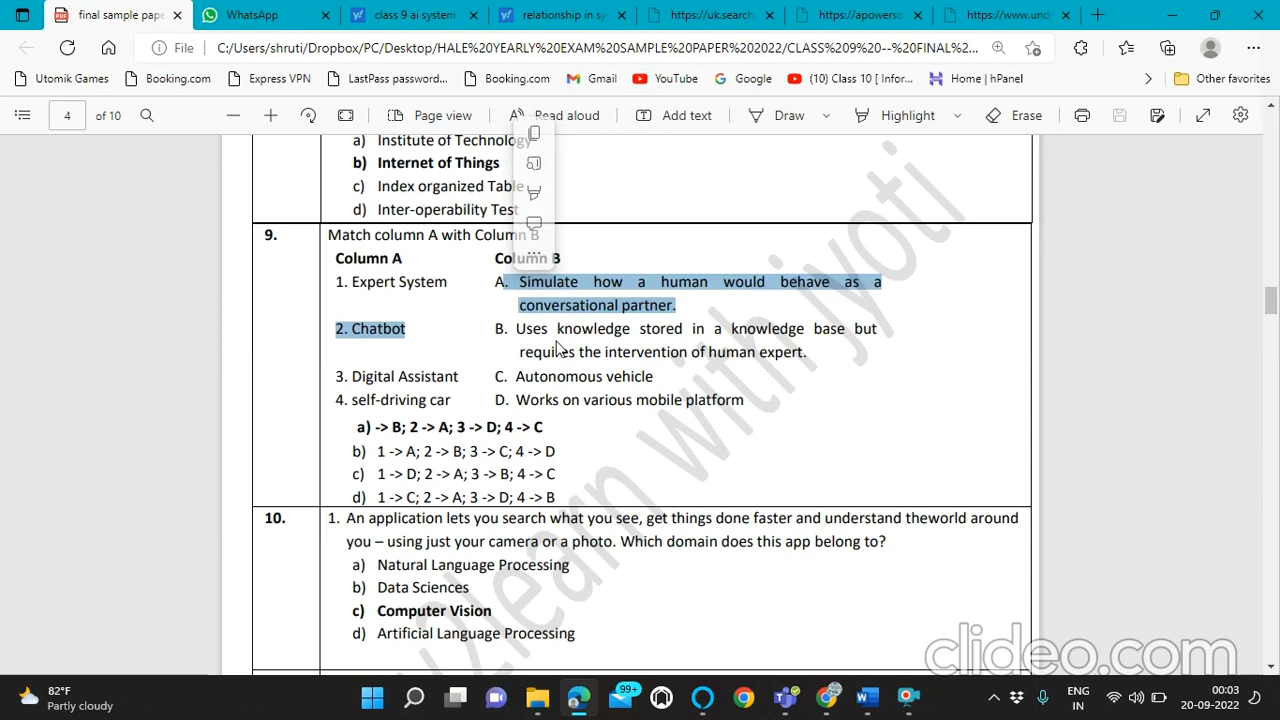 final sample pape
WhatsApp
class 9 ai system
relationship in sy
https://uk.search
https://apowerso
https://www.und
File
C:/Users/shruti/Dropbox/PC/Desktop/HALE%20YEARLY%20EXAM%20SAMPLE%20PAPER%202022/CLASS%209%20--%20FINAL%...
Utomik Games
Booking.com
Express VPN
LastPass password...
Booking.com
Gmail
YouTube
Google
(10) Class 10 [ Infor...
Home | hPanel
Other favorites
4
of 10
Page view
Read aloud
Add text
Draw
Highlight
Erase
a) Institute of Technology
b) Internet of Things
c) Index organized Table
d) Inter-operability Test
9.
Match column A with Column B
Column A Column B
1. Expert System A. Simulate how a human would behave as a
conversational partner.
2. Chatbot B. Uses knowledge stored in a knowledge base but
requires the intervention of human expert.
3. Digital Assistant C. Autonomous vehicle
4. self-driving car D. Works on various mobile platform
a) -> B; 2 -> A; 3 -> D; 4 -> C
b) 1 -> A; 2 -> B; 3 -> C; 4 -> D
c) 1 -> D; 2 -> A; 3 -> B; 4 -> C
d) 1 -> C; 2 -> A; 3 -> D; 4 -> B
10.
1. An application lets you search what you see, get things done faster and understand theworld around
you – using just your camera or a photo. Which domain does this app belong to?
a) Natural Language Processing
b) Data Sciences
c) Computer Vision
d) Artificial Language Processing
learn with jyoti
clideo.com
82°F
Partly cloudy
99+
ENG
IN
00:03
20-09-2022